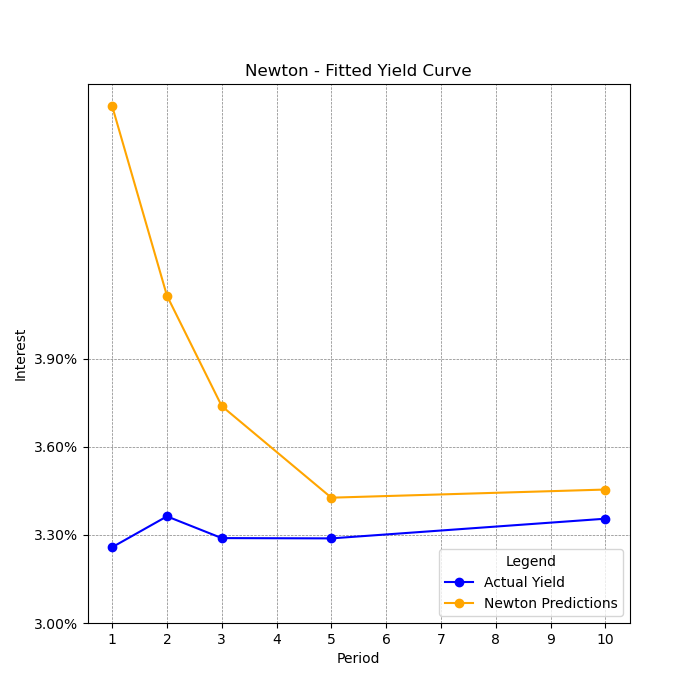 Newton - Fitted Yield Curve
Interest
3.90%
3.60%
3.30%
3.00%
1 2 3 4 5 6 7 8 9 10
Period
Legend
Actual Yield
Newton Predictions